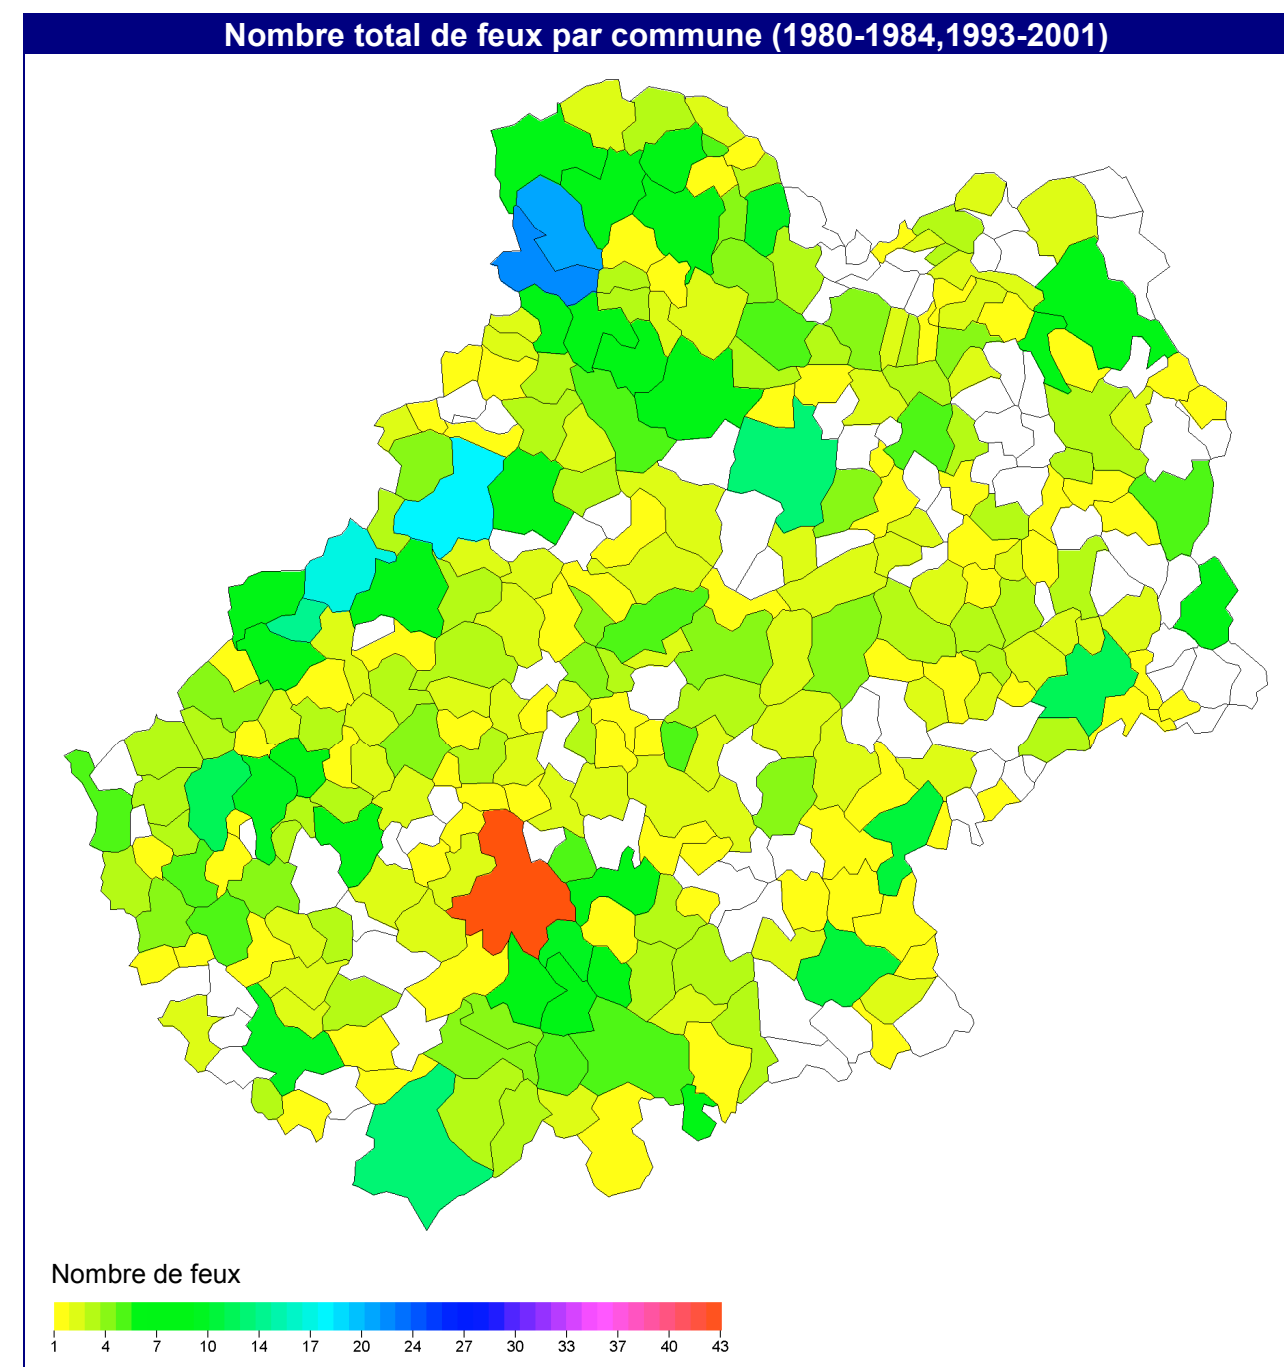 Nombre total de feux par commune (1980-1984,1993-2001)
Nombre de feux
1 4 7 10 14 17 20 24 27 30 33 37 40 43